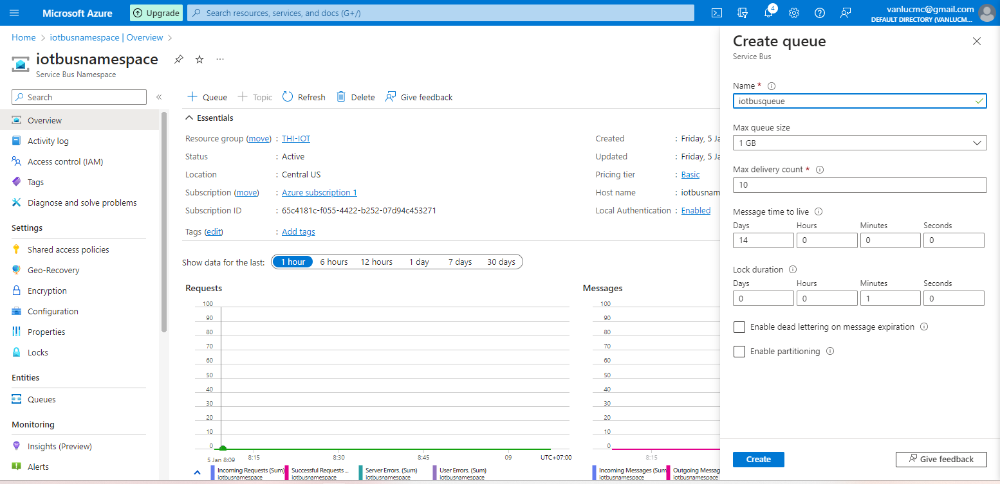 Microsoft Azure
Upgrade
Search resources, services, and docs (G+/)
4
vanlucmc@gmail.com
DEFAULT DIRECTORY (VANLUCM...
Home > iotbusnamespace | Overview >
iotbusnamespace
...
Service Bus Namespace
Search
«
Overview
Activity log
Access control (IAM)
Tags
Diagnose and solve problems
Settings
Shared access policies
Geo-Recovery
Encryption
Configuration
Properties
Locks
Entities
Queues
Monitoring
Insights (Preview)
Alerts
Queue
Topic
Refresh
Delete
Give feedback
Essentials
Resource group (move) : THI-IOT
Status : Active
Location : Central US
Subscription (move) : Azure subscription 1
Subscription ID : 65c4181c-f055-4422-b252-07d94c453271
Tags (edit) : Add tags
Created : Friday, 5 Ja
Updated : Friday, 5 Ja
Pricing tier : Basic
Host name : iotbusnam
Local Authentication : Enabled
Show data for the last: 1 hour 6 hours 12 hours 1 day 7 days 30 days
Requests
100
90
80
70
60
50
40
30
20
10
0
5 Jan 8:09 8:15 8:30 8:45 09 UTC+07:00
Incoming Requests (Sum)
iotbusnamespace
Successful Requests ...
iotbusnamespace
Server Errors. (Sum)
iotbusnamespace
User Errors. (Sum)
iotbusnamespace
Messages
100
90
80
70
60
50
40
30
20
10
0
8:15
Incoming Messages (Sum)
iotbusnamespace
Outgoing Messag
iotbusnamespace
Create queue
Service Bus
Name *
iotbusqueue
Max queue size
1 GB
Max delivery count *
10
Message time to live
Days Hours Minutes Seconds
14 0 0 0
Lock duration
Days Hours Minutes Seconds
0 0 1 0
Enable dead lettering on message expiration
Enable partitioning
Create
Give feedback